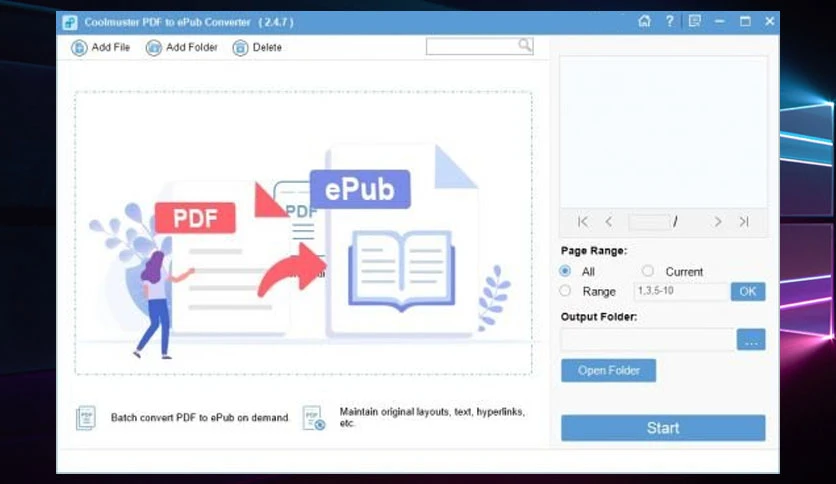 Coolmuster PDF to ePub Converter ( 2.4.7 )
Add File Add Folder Delete
PDF
PDF
ePub
/
Page Range:
All Current
Range 1,3,5-10 OK
Output Folder:
...
Open Folder
Start
PDF Batch convert PDF to ePub on demand.
PDF Maintain original layouts, text, hyperlinks,
etc.